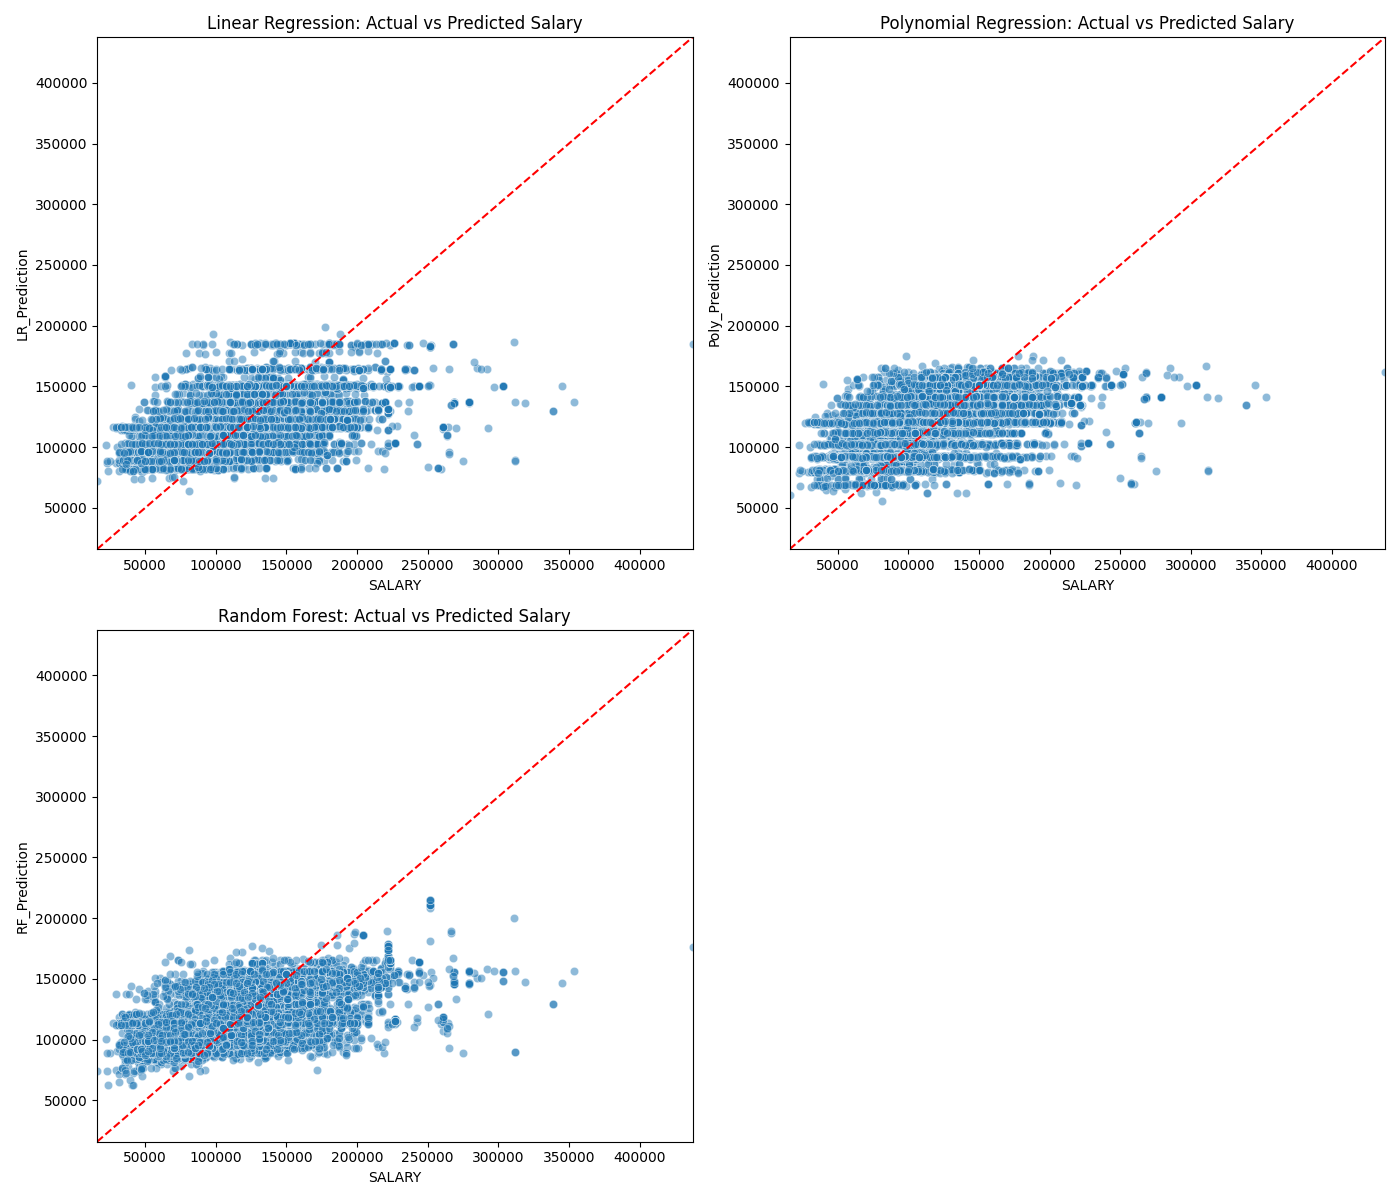 Linear Regression: Actual vs Predicted Salary
LR_Prediction
400000
350000
300000
250000
200000
150000
100000
50000
50000 100000 150000 200000 250000 300000 350000 400000
SALARY
Polynomial Regression: Actual vs Predicted Salary
Poly_Prediction
400000
350000
300000
250000
200000
150000
100000
50000
50000 100000 150000 200000 250000 300000 350000 400000
SALARY
Random Forest: Actual vs Predicted Salary
RF_Prediction
400000
350000
300000
250000
200000
150000
100000
50000
50000 100000 150000 200000 250000 300000 350000 400000
SALARY